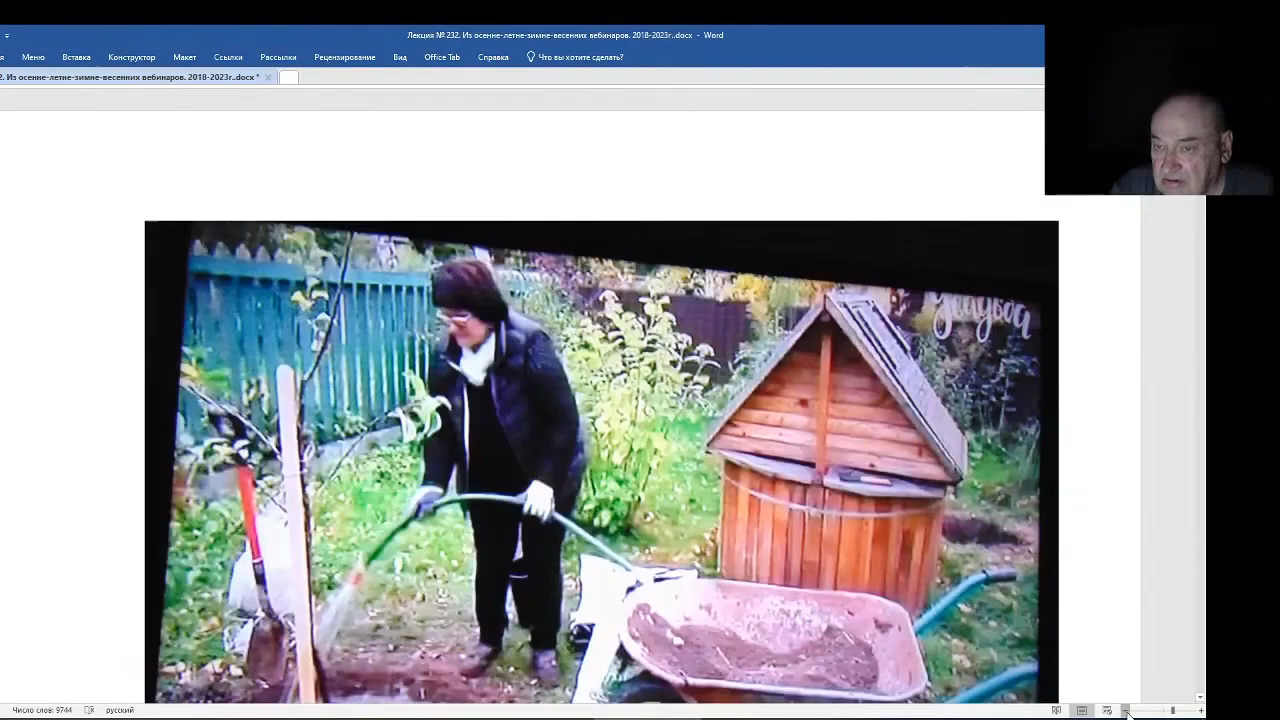 Лекция № 232. Из осенне-летне-зимне-весенних вебинаров. 2018-2023г..docx - Word
Меню Вставка Конструктор Макет Ссылки Рассылки Рецензирование Вид Office Tab Справка Что вы хотите сделать?
2. Из осенне-летне-зимне-весенних вебинаров. 2018-2023г..docx *
Число слов: 9744 русский